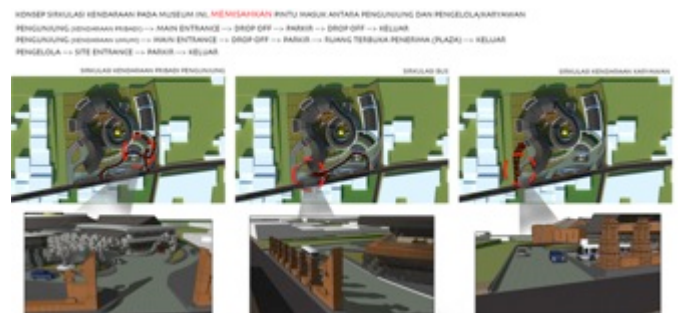 KONSEP SIRKULASI KENDARAAN PADA MUSEUM INI, MEMISAHKAN PINTU MASUK ANTARA PENGUNJUNG DAN PENGELOLA/KARYAWAN
PENGUNJUNG (KENDARAAN PRIBADI) --> MAIN ENTRANCE --> DROP OFF --> PARKIR --> DROP OFF --> KELUAR
PENGUNJUNG (KENDARAAN UMUM) --> MAIN ENTRANCE --> DROP OFF --> PARKIR --> RUANG TERBUKA PENERIMA (PLAZA) --> KELUAR
PENGELOLA --> SITE ENTRANCE --> PARKIR --> KELUAR
SIRKULASI KENDARAAN PRIBADI PENGUNJUNG
SIRKULASI BUS
SIRKULASI KENDARAAN KARYAWAN